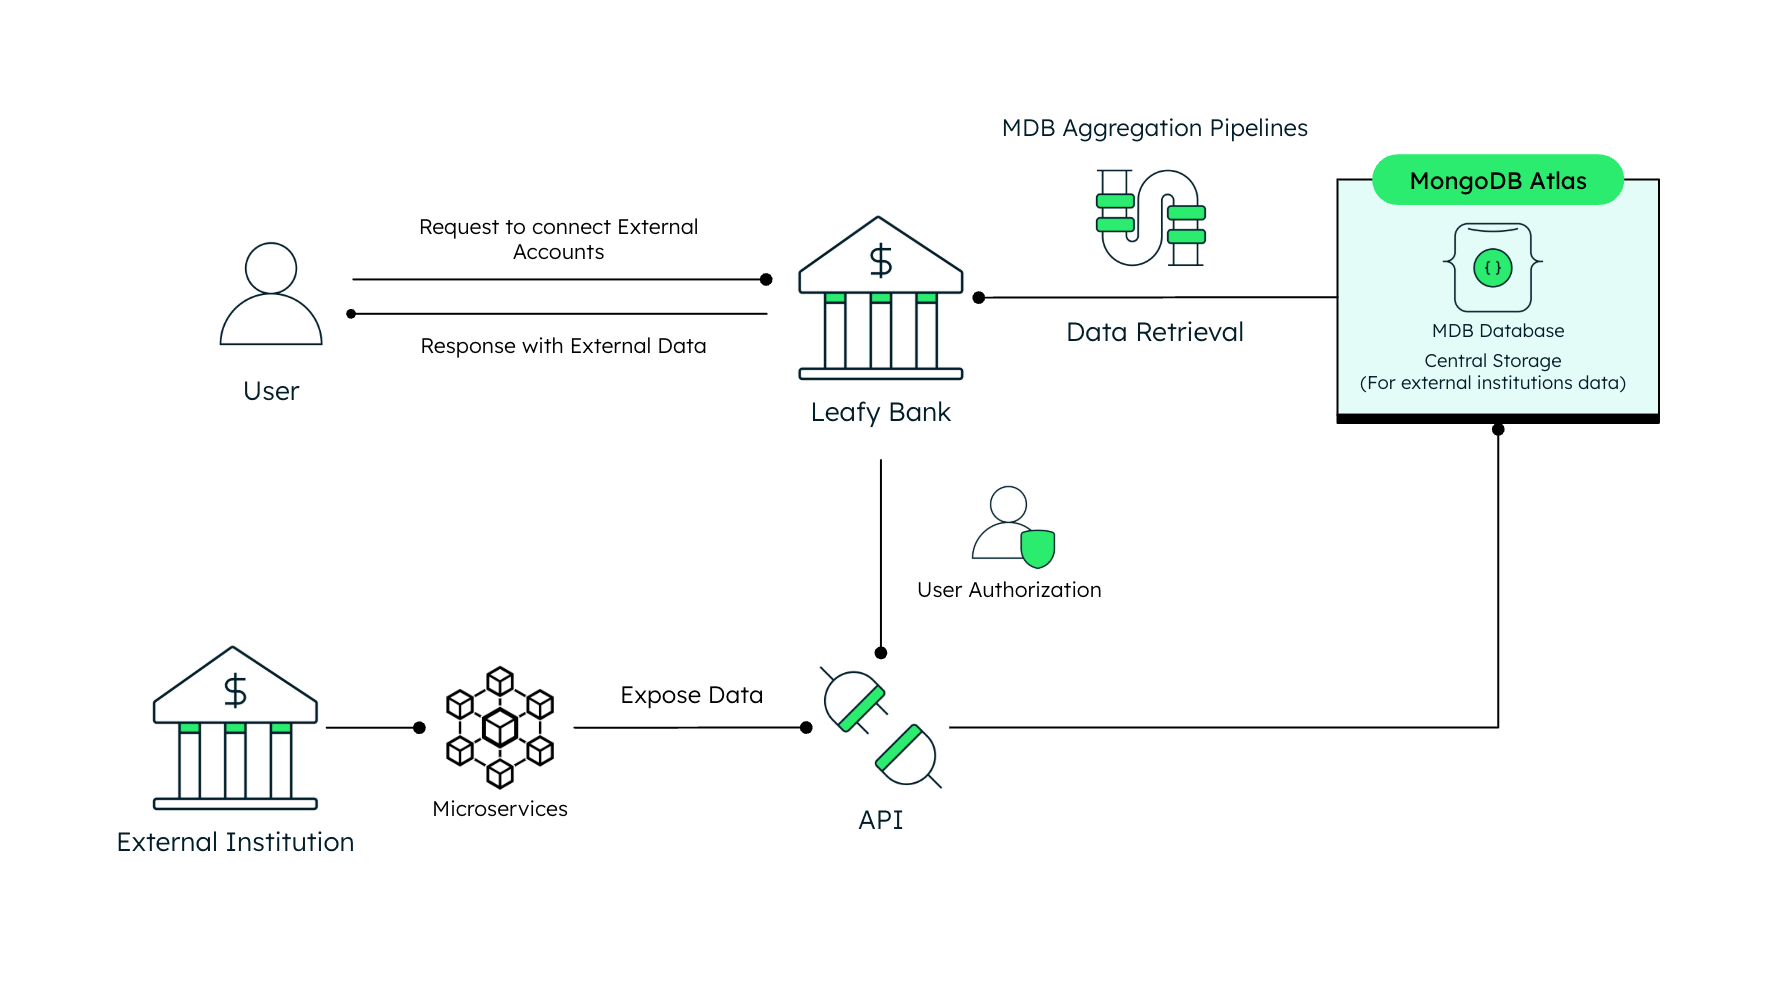 MDB Aggregation Pipelines
MongoDB Atlas
Request to connect External
Accounts
$
{}
Data Retrieval
MDB Database
Response with External Data
Central Storage
(For external institutions data)
User
Leafy Bank
User Authorization
$
Expose Data
Microservices
API
External Institution